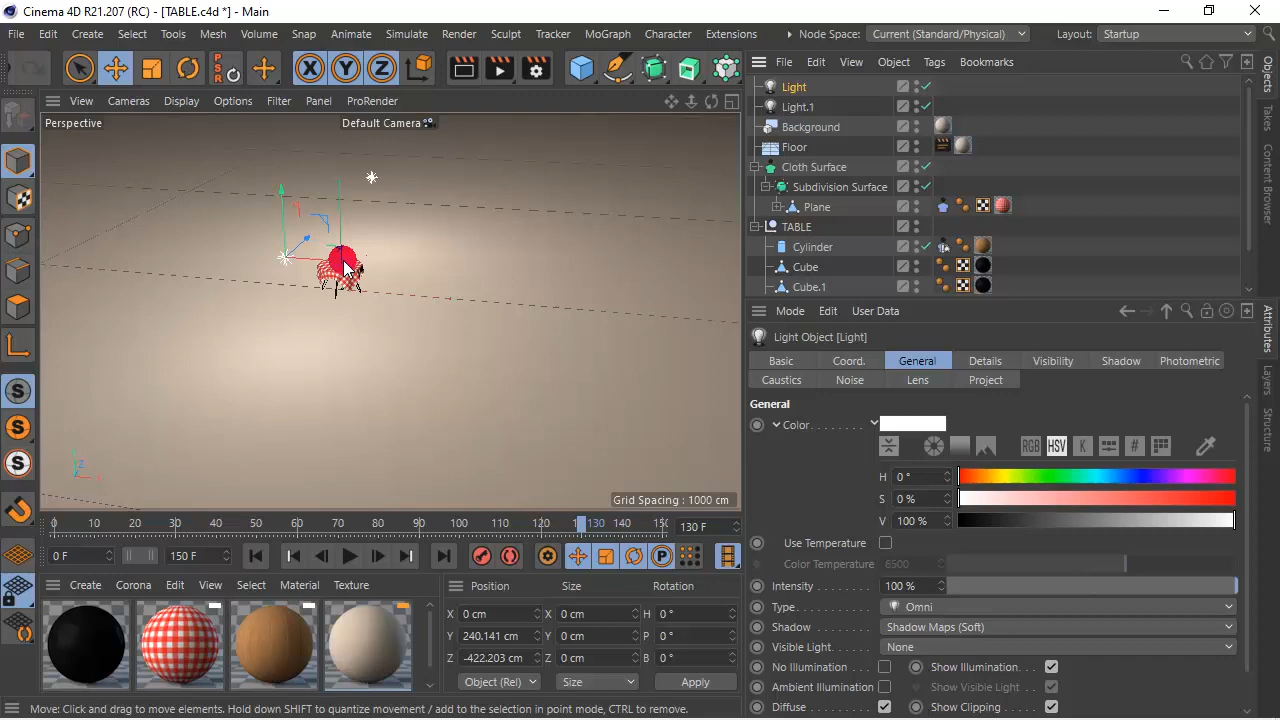 Cinema 4D R21.207 (RC) - [TABLE.c4d *] - Main
File Edit Create Select Tools Mesh Volume Snap Animate Simulate Render Sculpt Tracker MoGraph Character Extensions Node Space: Current (Standard/Physical) Layout: Startup
P S R X Y Z
View Cameras Display Options Filter Panel ProRender
Perspective Default Camera
Z
Grid Spacing : 1000 cm
S
S
S
0 10 20 30 40 50 60 70 80 90 100 110 120 130 140 130 F
0 F 150 F P
Create Corona Edit View Select Material Texture
Position Size Rotation
X 0 cm X 0 cm H 0 °
Y 240.141 cm Y 0 cm P 0 °
Z -422.203 cm Z 0 cm B 0 °
Object (Rel) Size Apply
Move: Click and drag to move elements. Hold down SHIFT to quantize movement / add to the selection in point mode, CTRL to remove.
File Edit View Object Tags Bookmarks
Light
Light.1
Background
Floor
Cloth Surface
Subdivision Surface
Plane
TABLE
Cylinder
Cube
Cube.1
Objects
Takes
Content Browser
Mode Edit User Data
Light Object [Light]
Basic Coord. General Details Visibility Shadow Photometric
Caustics Noise Lens Project
General
Color
RGB HSV K #
H 0 °
S 0 %
V 100 %
Use Temperature
Color Temperature 6500
Intensity 100 %
Type Omni
Shadow Shadow Maps (Soft)
Visible Light None
No Illumination Show Illumination
Ambient Illumination Show Visible Light
Diffuse Show Clipping
Attributes
Layers
Structure